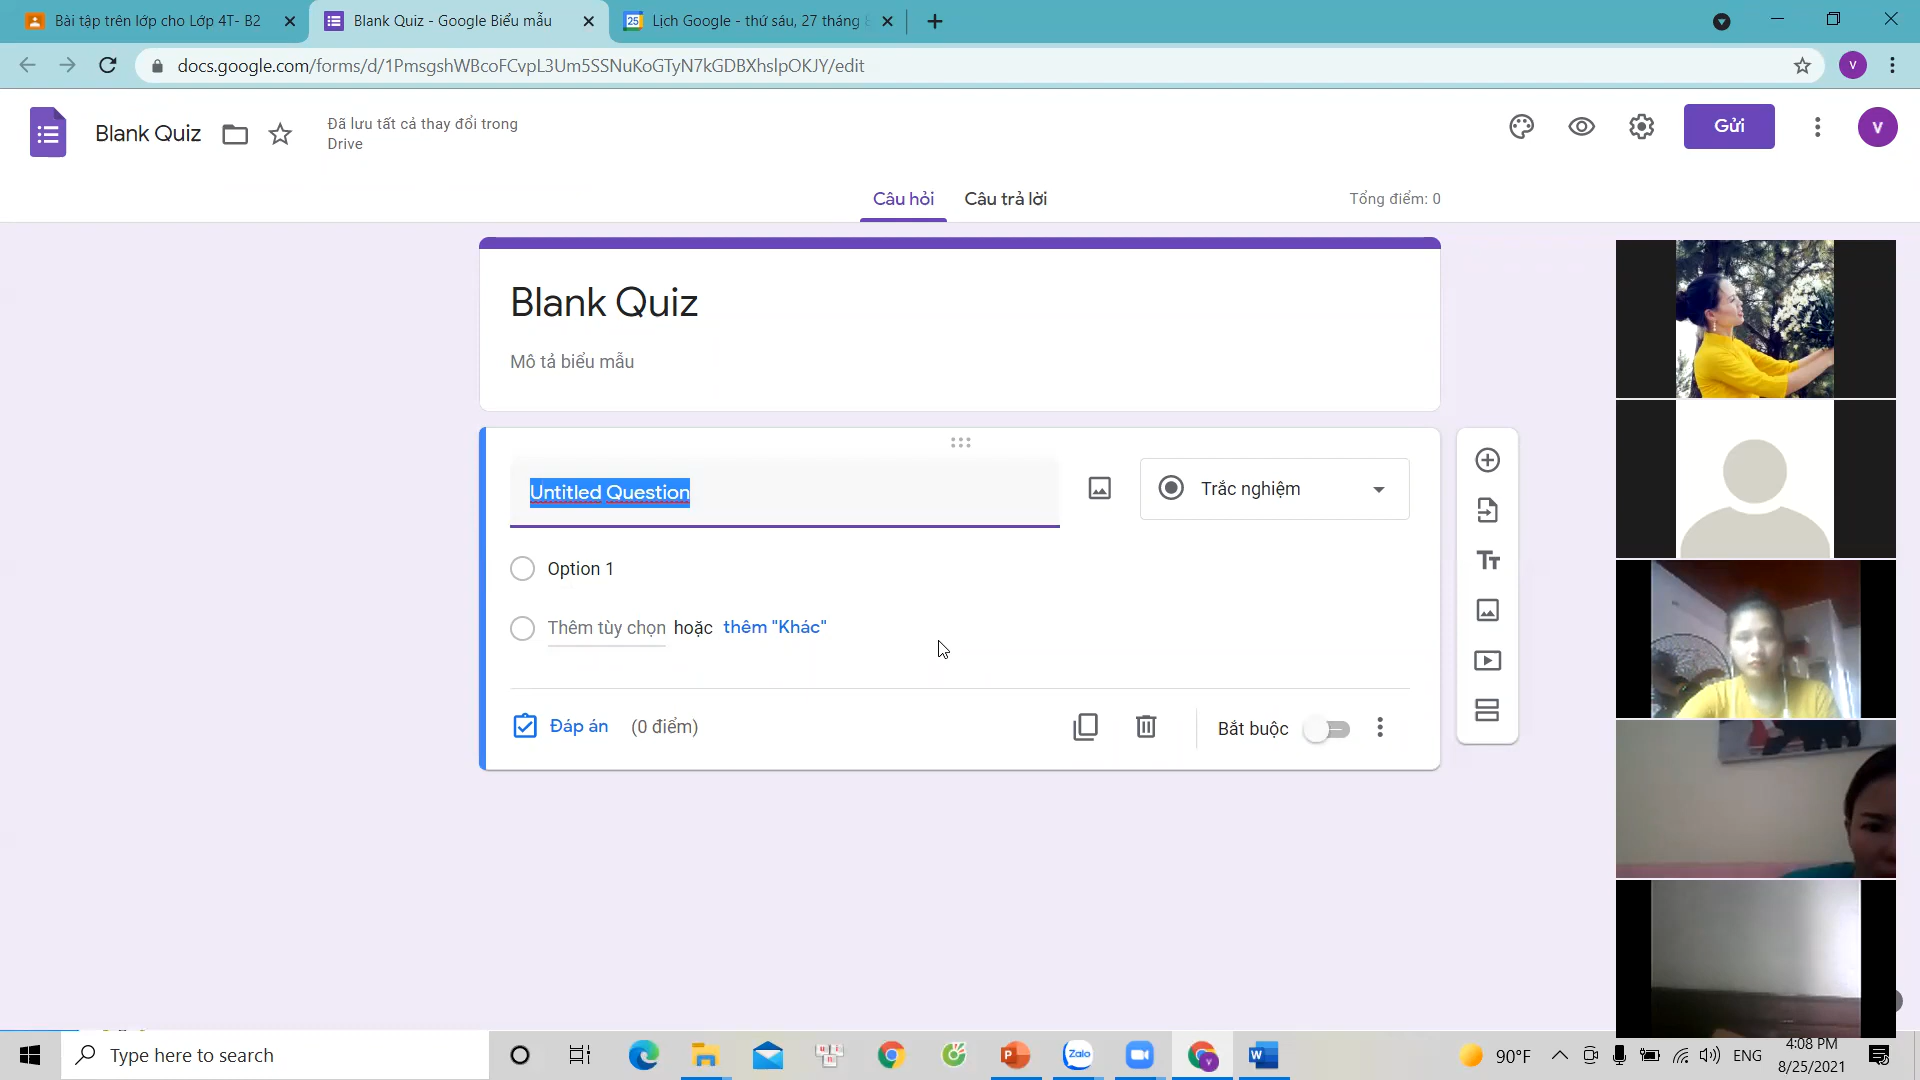 Bài tập trên lớp cho Lớp 4T- B2
Blank Quiz - Google Biểu mẫu
25
Lịch Google - thứ sáu, 27 tháng
docs.google.com/forms/d/1PmsgshWBcoFCvpL3Um5SSNuKoGTyN7kGDBXhslpOKJY/edit
V
Blank Quiz
Đã lưu tất cả thay đổi trong
Drive
Gửi
V
Câu hỏi
Câu trả lời
Tổng điểm: 0
Blank Quiz
Mô tả biểu mẫu
Untitled Question
Trắc nghiệm
Option 1
Thêm tùy chọn hoặc thêm "Khác"
Đáp án (0 điểm)
Bắt buộc
Type here to search
Zalo
90°F
ENG
4:08 PM
8/25/2021